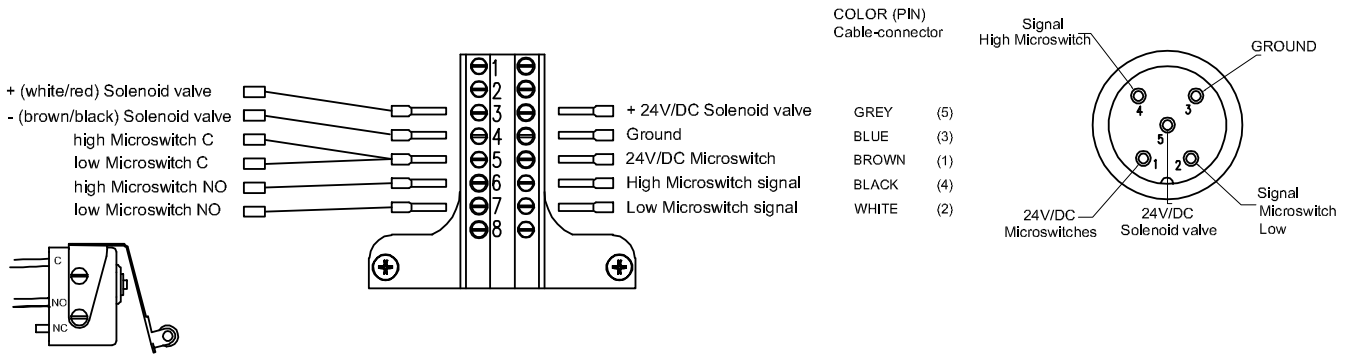 COLOR (PIN)
Cable-connector
Signal
High Microswitch
GROUND
+ (white/red) Solenoid valve
- (brown/black) Solenoid valve
high Microswitch C
low Microswitch C
high Microswitch NO
low Microswitch NO
1
2
3
4
5
6
7
8
+ 24V/DC Solenoid valve GREY (5)
Ground BLUE (3)
24V/DC Microswitch BROWN (1)
High Microswitch signal BLACK (4)
Low Microswitch signal WHITE (2)
4 3
5
1 2
24V/DC
Microswitches
24V/DC
Solenoid valve
Signal
Microswitch
Low
C
NO
NC